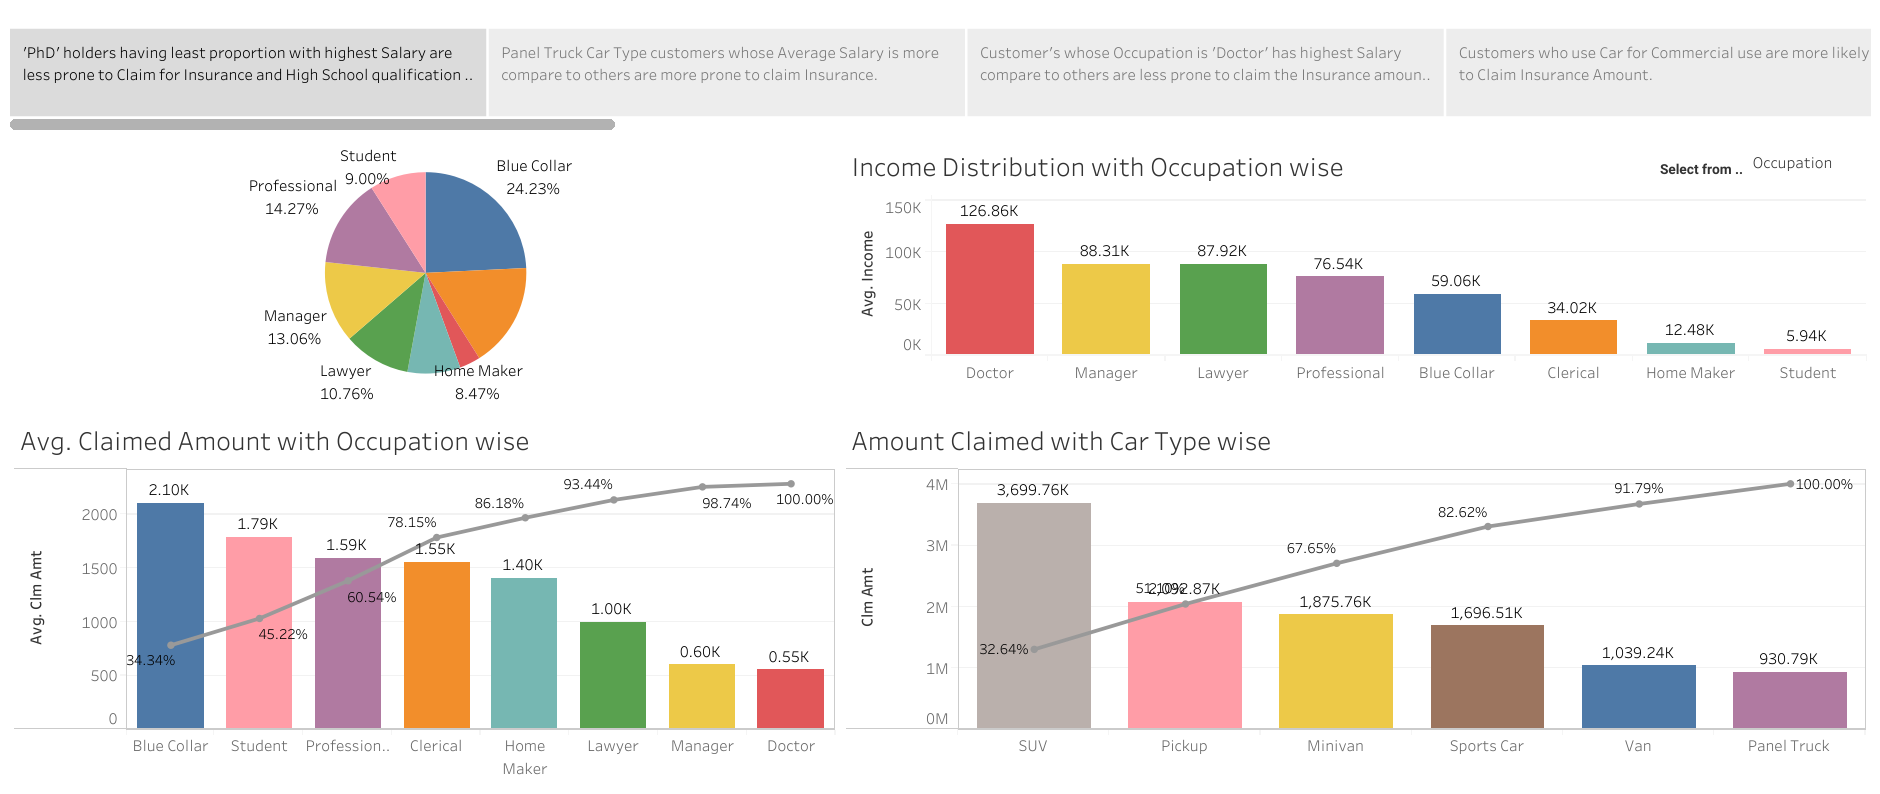 'PhD' holders having least proportion with highest Salary are
less prone to Claim for Insurance and High School qualification ..
Panel Truck Car Type customers whose Average Salary is more
compare to others are more prone to claim Insurance.
Customer's whose Occupation is 'Doctor' has highest Salary
compare to others are less prone to claim the Insurance amoun..
Customers who use Car for Commercial use are more likely
to Claim Insurance Amount.
Student
9.00%
Blue Collar
24.23%
Professional
14.27%
Manager
13.06%
Lawyer
10.76%
Home Maker
8.47%
Income Distribution with Occupation wise
Select from ..
Occupation
Avg. Income
150K
100K
50K
0K
126.86K
88.31K
87.92K
76.54K
59.06K
34.02K
12.48K
5.94K
Doctor
Manager
Lawyer
Professional
Blue Collar
Clerical
Home Maker
Student
Avg. Claimed Amount with Occupation wise
Avg. Clm Amt
2000
1500
1000
500
0
2.10K
1.79K
1.59K
1.55K
1.40K
1.00K
0.60K
0.55K
34.34%
45.22%
60.54%
78.15%
86.18%
93.44%
98.74%
100.00%
Blue Collar
Student
Profession..
Clerical
Home
Maker
Lawyer
Manager
Doctor
Amount Claimed with Car Type wise
Clm Amt
4M
3M
2M
1M
0M
3,699.76K
2,092.87K
1,875.76K
1,696.51K
1,039.24K
930.79K
32.64%
51.10%
67.65%
82.62%
91.79%
100.00%
SUV
Pickup
Minivan
Sports Car
Van
Panel Truck